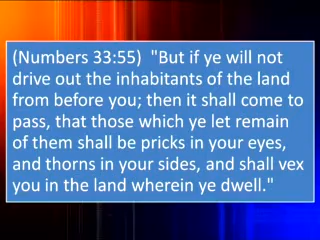 (Numbers 33:55)  "But if ye will not
drive out the inhabitants of the land
from before you; then it shall come to
pass, that those which ye let remain
of them shall be pricks in your eyes,
and thorns in your sides, and shall vex
you in the land wherein ye dwell."